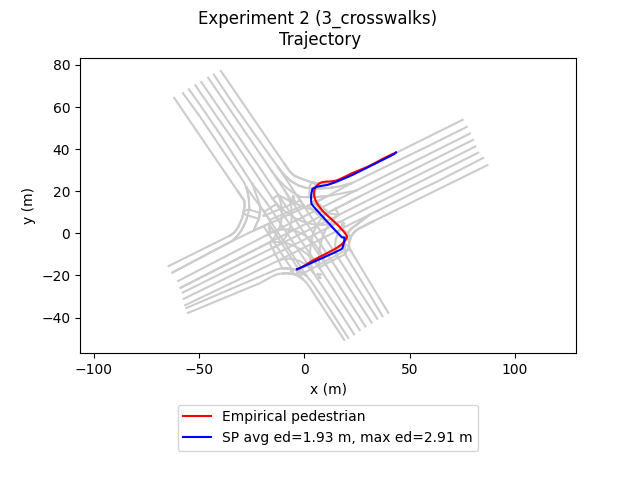 Experiment 2 (3_crosswalks)
Trajectory
80
60
40
20
0
−20
−40
y (m)
−100
−50
0
50
100
x (m)
Empirical pedestrian
SP avg ed=1.93 m, max ed=2.91 m